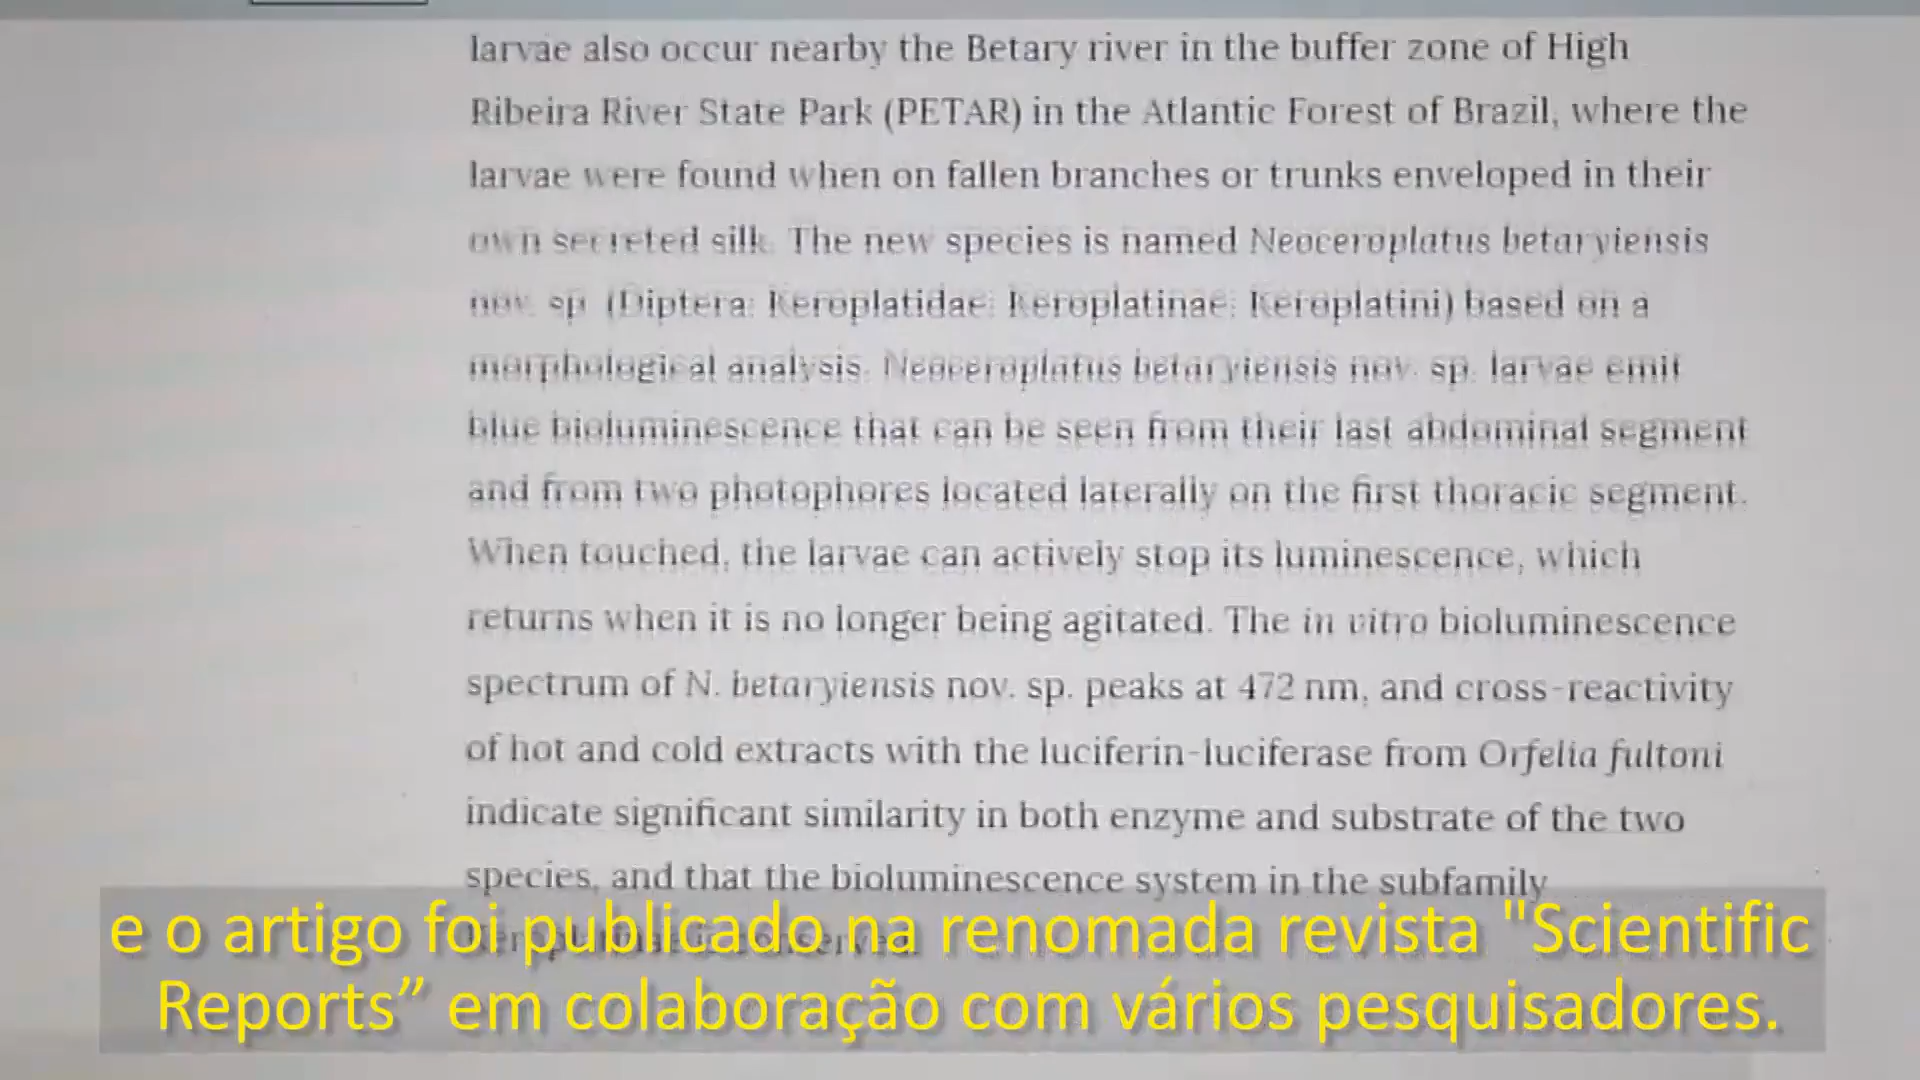 larvae also occur nearby the Betary river in the buffer zone of High
Ribeira River State Park (PETAR) in the Atlantic Forest of Brazil, where the
larvae were found when on fallen branches or trunks enveloped in their
own secreted silk. The new species is named Neoceroplatus betaryiensis
nov. sp. (Diptera: Keroplatidae: Keroplatinae: Keroplatini) based on a
morphological analysis. Neoceroplatus betaryiensis nov. sp. larvae emit
blue bioluminescence that can be seen from their last abdominal segment
and from two photophores located laterally on the first thoracic segment.
When touched, the larvae can actively stop its luminescence, which
returns when it is no longer being agitated. The in vitro bioluminescence
spectrum of N. betaryiensis nov. sp. peaks at 472 nm, and cross-reactivity
of hot and cold extracts with the luciferin-luciferase from Orfelia fultoni
indicate significant similarity in both enzyme and substrate of the two
species, and that the bioluminescence system in the subfamily
e o artigo foi publicado na renomada revista "Scientific
Reports” em colaboração com vários pesquisadores.